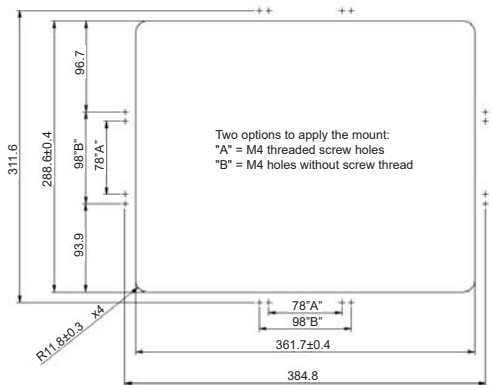 96.7
Two options to apply the mount:
"A" = M4 threaded screw holes
"B" = M4 holes without screw thread
311.6
288.6±0.4
98"B"
78"A"
93.9
R11.8±0.3 x4
78"A"
98"B"
361.7±0.4
384.8